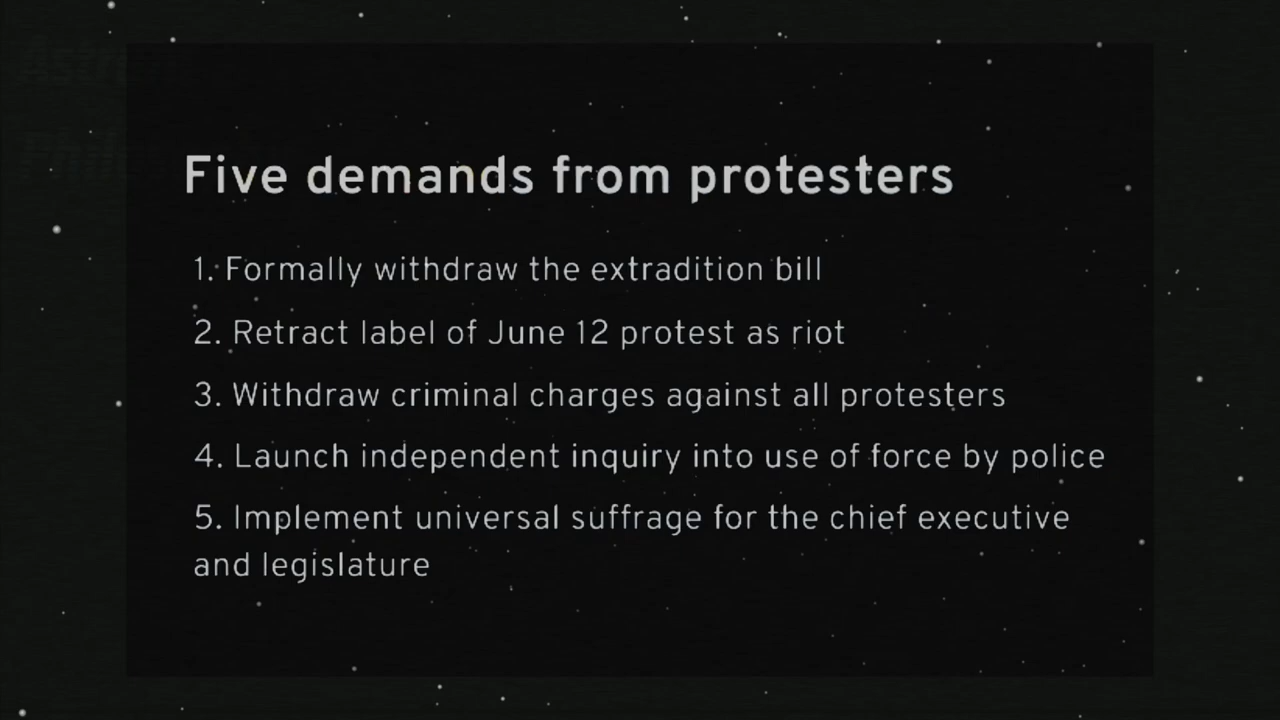 Five demands from protesters
1. Formally withdraw the extradition bill
2. Retract label of June 12 protest as riot
3. Withdraw criminal charges against all protesters
4. Launch independent inquiry into use of force by police
5. Implement universal suffrage for the chief executive
and legislature